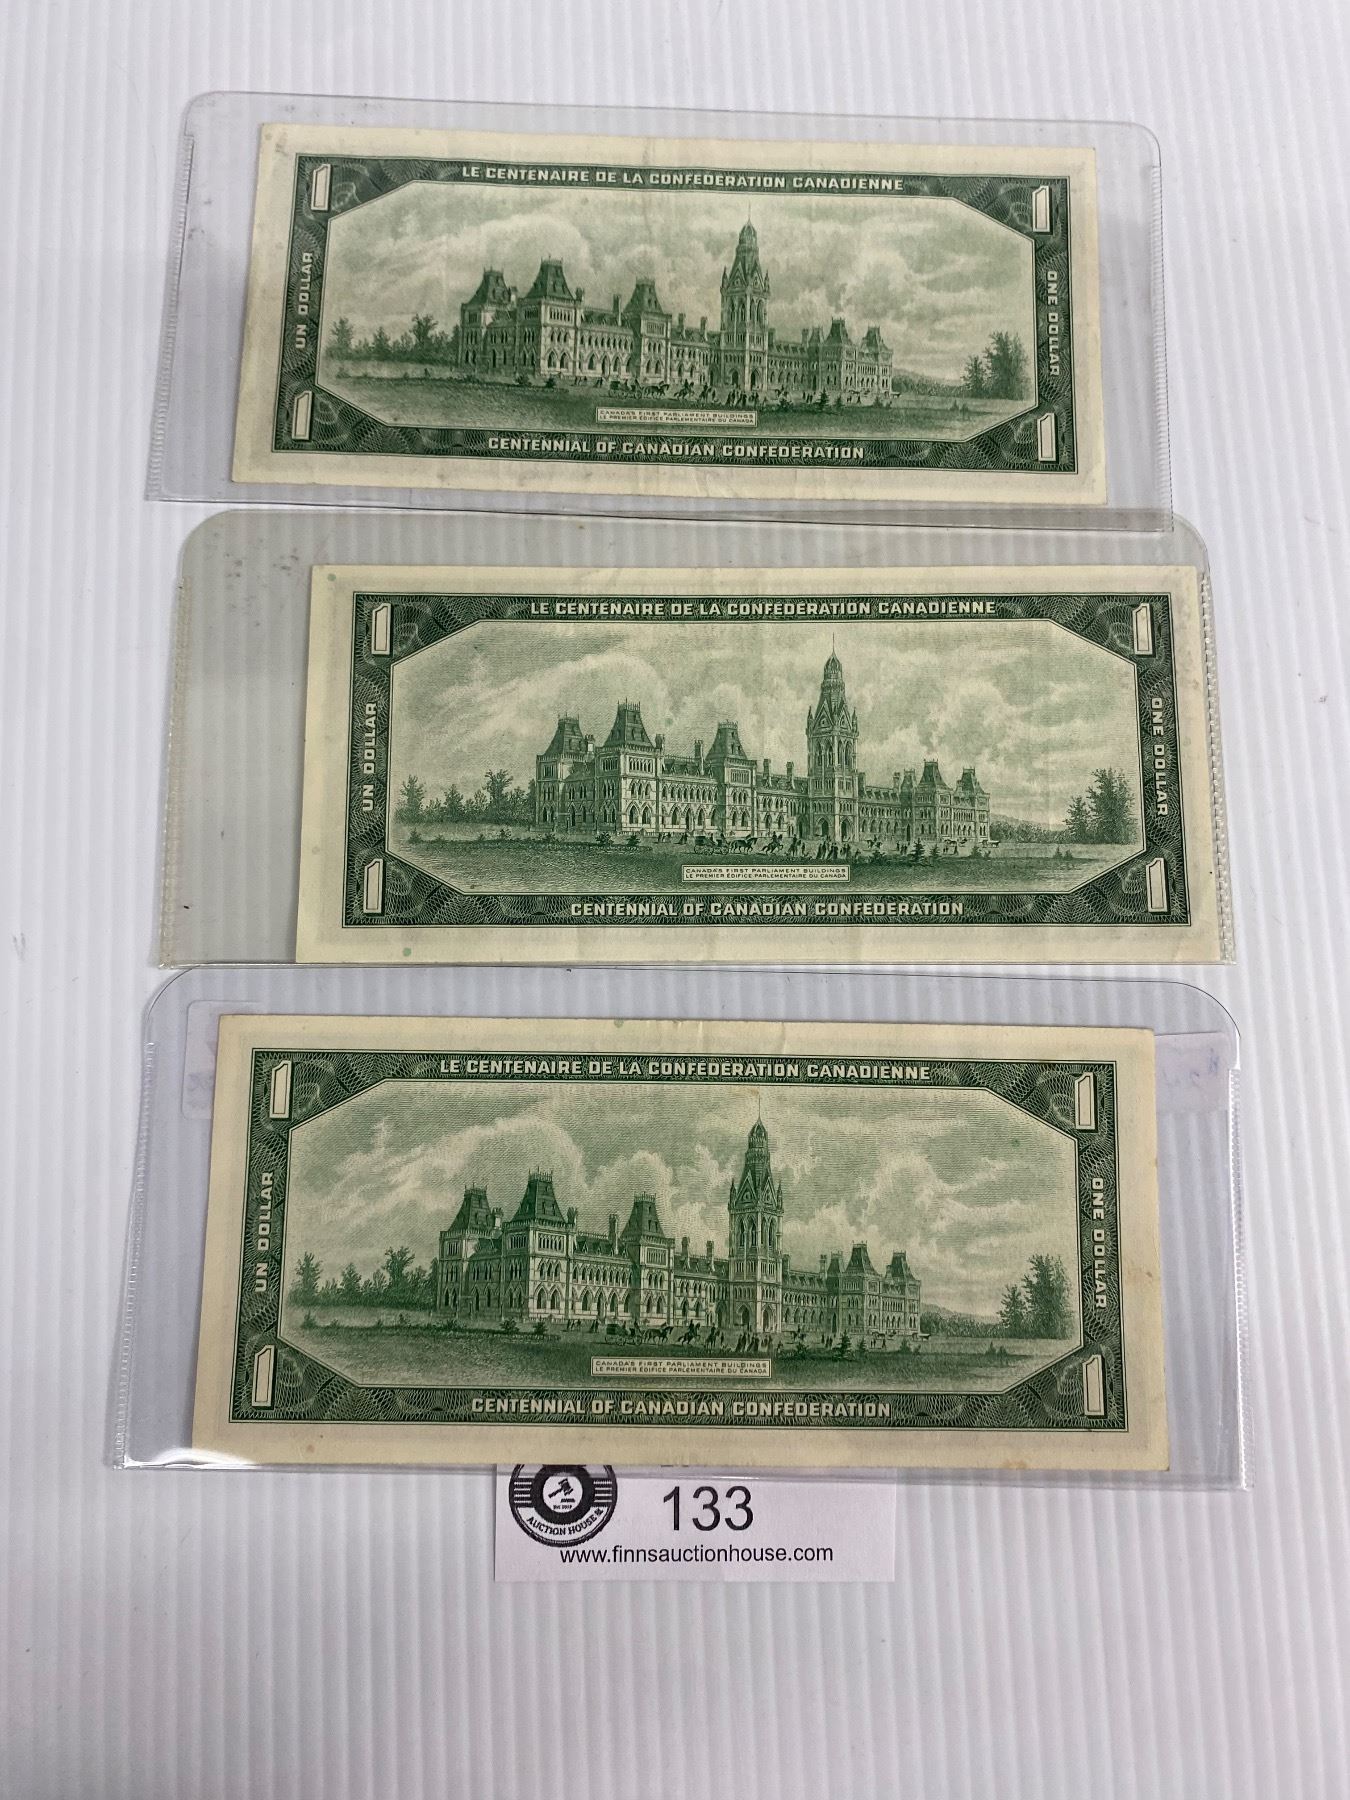 1 LE CENTENAIRE DE LA CONFÉDÉRATION CANADIENNE 1
UN DOLLAR
ONE DOLLAR
CANADA'S FIRST PARLIAMENT BUILDINGS
LE PREMIER ÉDIFICE PARLEMENTAIRE DU CANADA
1 CENTENNIAL OF CANADIAN CONFEDERATION 1
1 LE CENTENAIRE DE LA CONFÉDÉRATION CANADIENNE 1
UN DOLLAR
ONE DOLLAR
CANADA'S FIRST PARLIAMENT BUILDINGS
LE PREMIER ÉDIFICE PARLEMENTAIRE DU CANADA
1 CENTENNIAL OF CANADIAN CONFEDERATION 1
1 LE CENTENAIRE DE LA CONFÉDÉRATION CANADIENNE 1
UN DOLLAR
ONE DOLLAR
CANADA'S FIRST PARLIAMENT BUILDINGS
LE PREMIER ÉDIFICE PARLEMENTAIRE DU CANADA
1 CENTENNIAL OF CANADIAN CONFEDERATION 1
AUCTION HOUSE &
133
www.finnsauctionhouse.com